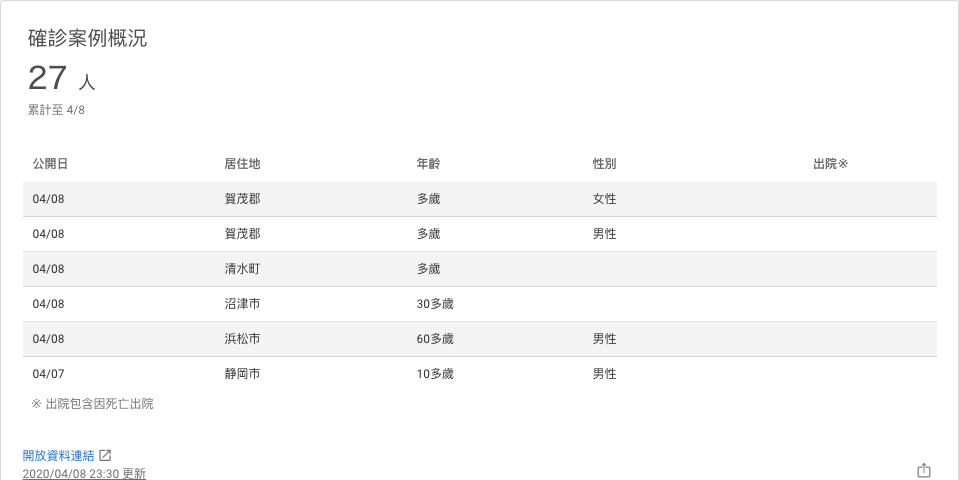 確診案例概況
27 人
累計至 4/8
公開日 居住地 年齡 性別 出院※
04/08 賀茂郡 多歲 女性
04/08 賀茂郡 多歲 男性
04/08 清水町 多歲
04/08 沼津市 30多歲
04/08 浜松市 60多歲 男性
04/07 静岡市 10多歲 男性
※ 出院包含因死亡出院
開放資料連結
2020/04/08 23:30 更新